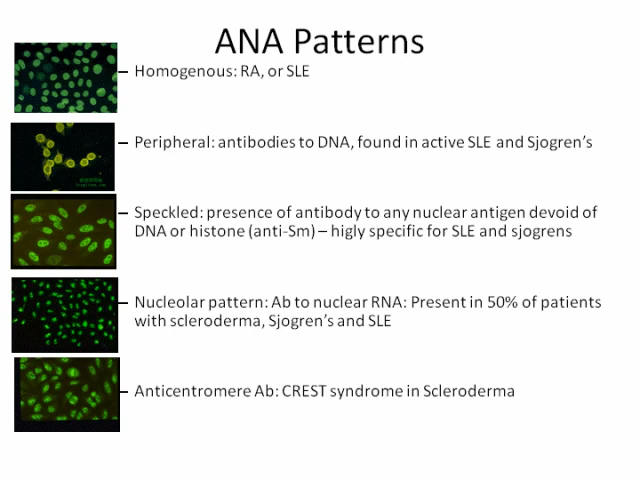 ANA Patterns
– Homogenous: RA, or SLE
– Peripheral: antibodies to DNA, found in active SLE and Sjogren's
– Speckled: presence of antibody to any nuclear antigen devoid of
DNA or histone (anti-Sm) – higly specific for SLE and sjogrens
– Nucleolar pattern: Ab to nuclear RNA: Present in 50% of patients
with scleroderma, Sjogren's and SLE
– Anticentromere Ab: CREST syndrome in Scleroderma